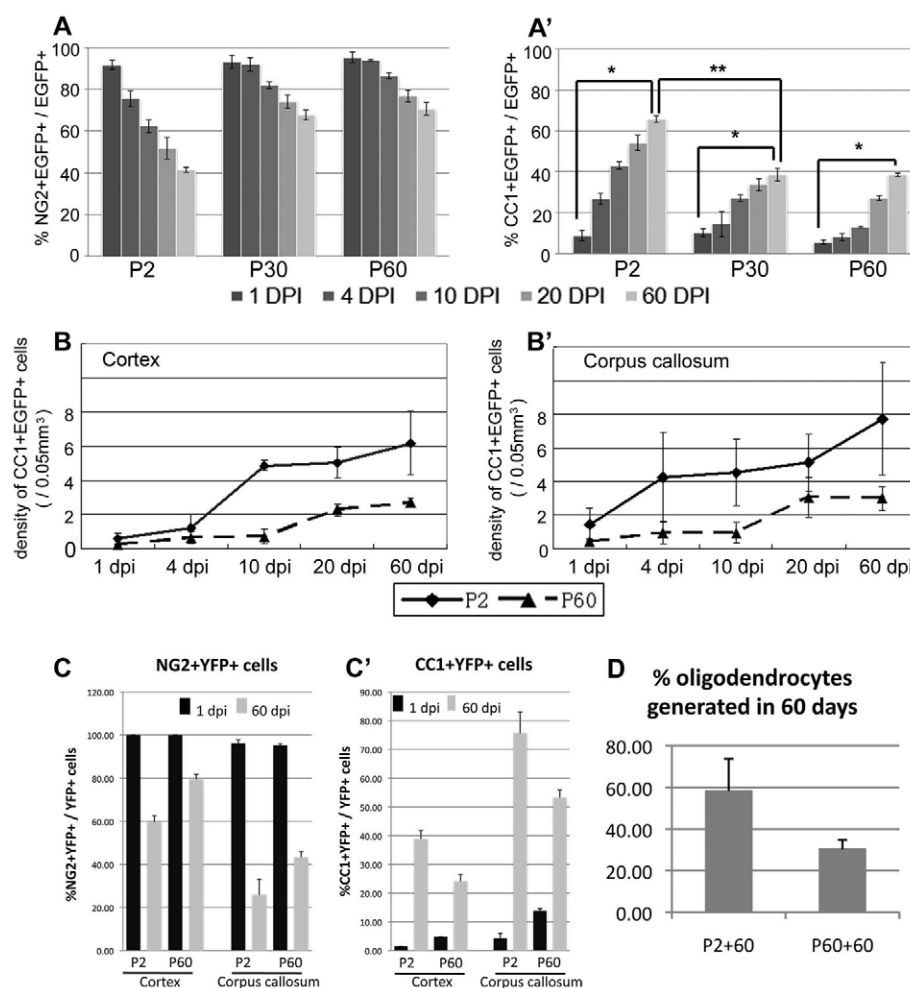 A
% NG2+EGFP+ / EGFP+
100
80
60
40
20
0
P2 P30 P60
A'
% CC1+EGFP+ / EGFP+
100
80
60
40
20
0
* ** * *
P2 P30 P60
1 DPI 4 DPI 10 DPI 20 DPI 60 DPI
B
Cortex
density of CC1+EGFP+ cells
( / 0.05mm³)
8
6
4
2
0
1 dpi 4 dpi 10 dpi 20 dpi 60 dpi
B'
Corpus callosum
density of CC1+EGFP+ cells
( / 0.05mm³)
8
6
4
2
0
1 dpi 4 dpi 10 dpi 20 dpi 60 dpi
P2 P60
C
NG2+YFP+ cells
%NG2+YFP+ / YFP+ cells
120.00
100.00
80.00
60.00
40.00
20.00
0.00
1 dpi 60 dpi
P2 P60 P2 P60
Cortex Corpus callosum
C'
CC1+YFP+ cells
%CC1+YFP+ / YFP+ cells
90.00
80.00
70.00
60.00
50.00
40.00
30.00
20.00
10.00
0.00
1 dpi
60 dpi
P2 P60 P2 P60
Cortex Corpus callosum
D
% oligodendrocytes
generated in 60 days
80.00
60.00
40.00
20.00
0.00
P2+60 P60+60